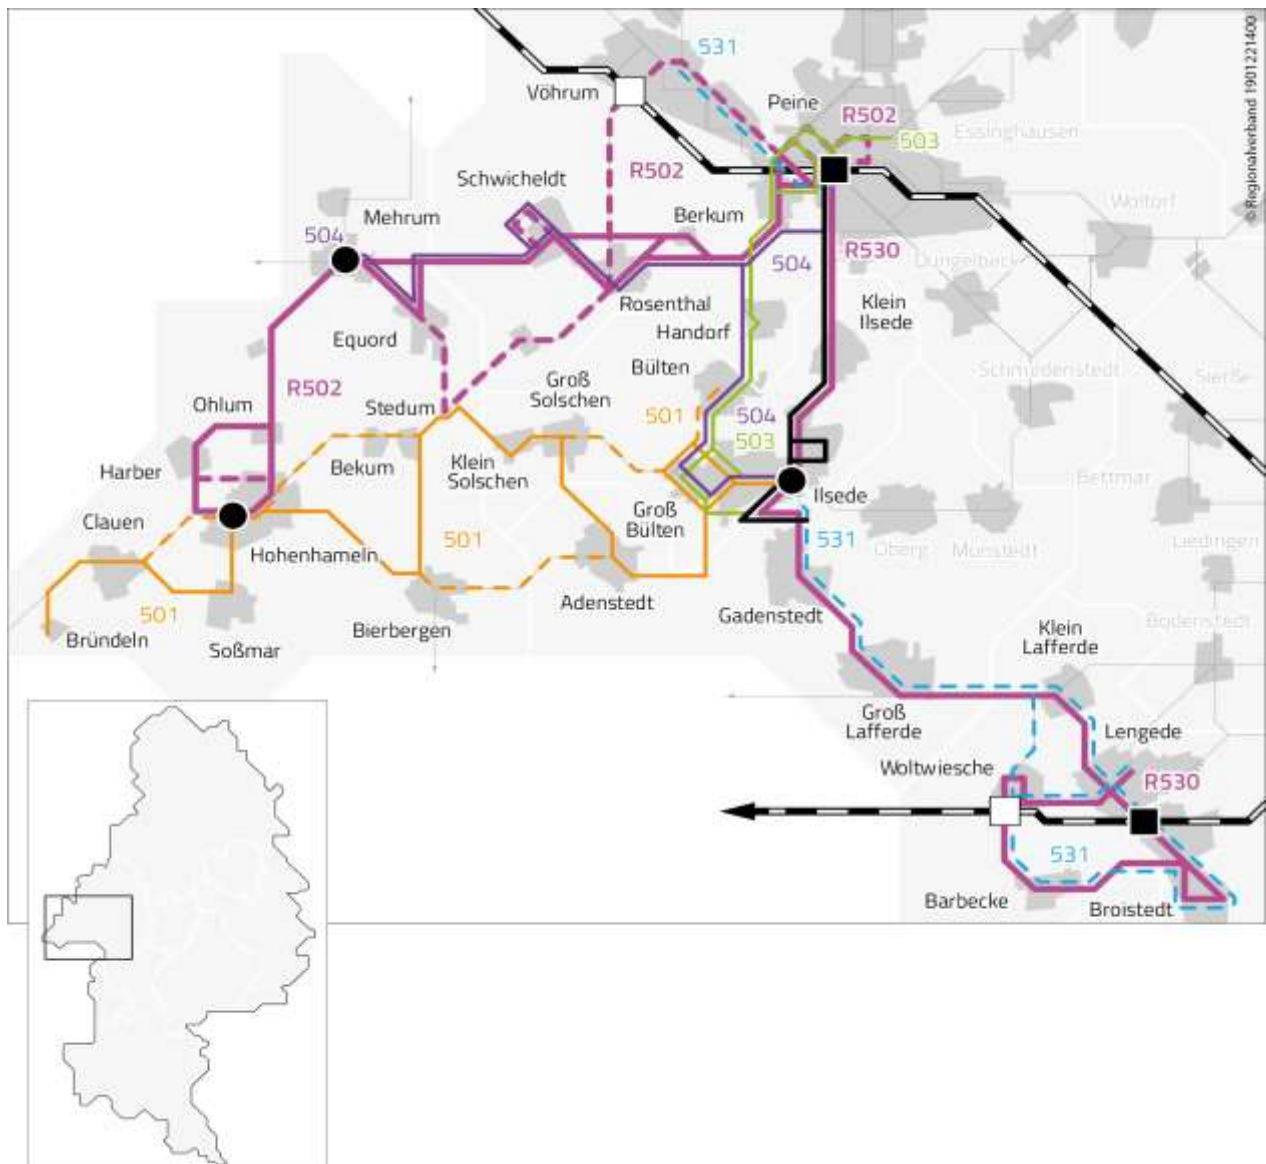 531
© Regionalverband 1901221400
Vöhrum
Peine
R502
503
Essinghausen
Schwicheldt
R502
Woltorf
Mehrum
Berkum
504
R530
504
Dungelbeck
Rosenthal
Klein
Ilsede
Handorf
Equord
Bülten
Groß
Solschen
Schmedenstedt
Sierße
R502
Stedum
Ohlum
501
504
503
Harber
Bekum
Klein
Solschen
Bettmar
Ilsede
Clauen
Groß
Bülten
Hohenhameln
501
531
Oberg
Münstedt
Liedingen
501
Adenstedt
Gadenstedt
Bründeln
Soßmar
Bierbergen
Klein
Lafferde
Bodenstedt
Groß
Lafferde
Lengede
Woltwiesche
R530
531
Barbecke
Broistedt